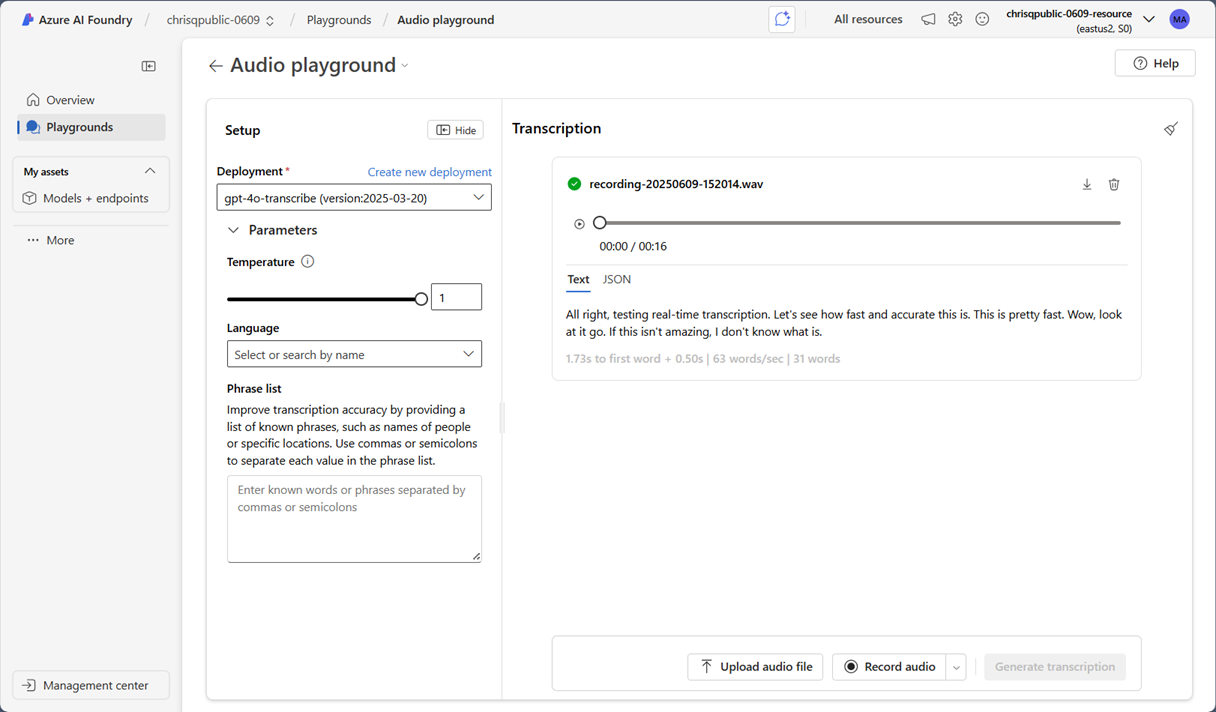 Azure AI Foundry / chrisqpublic-0609 / Playgrounds / Audio playground
All resources
chrisqpublic-0609-resource
(eastus2, S0)
MA
Audio playground
Help
Overview
Playgrounds
My assets
Models + endpoints
More
Management center
Setup
Hide
Deployment*
Create new deployment
gpt-4o-transcribe (version:2025-03-20)
Parameters
Temperature
1
Language
Select or search by name
Phrase list
Improve transcription accuracy by providing a
list of known phrases, such as names of people
or specific locations. Use commas or semicolons
to separate each value in the phrase list.
Enter known words or phrases separated by
commas or semicolons
Transcription
recording-20250609-152014.wav
00:00 / 00:16
Text
JSON
All right, testing real-time transcription. Let's see how fast and accurate this is. This is pretty fast. Wow, look
at it go. If this isn't amazing, I don't know what is.
1.73s to first word + 0.50s | 63 words/sec | 31 words
Upload audio file
Record audio
Generate transcription